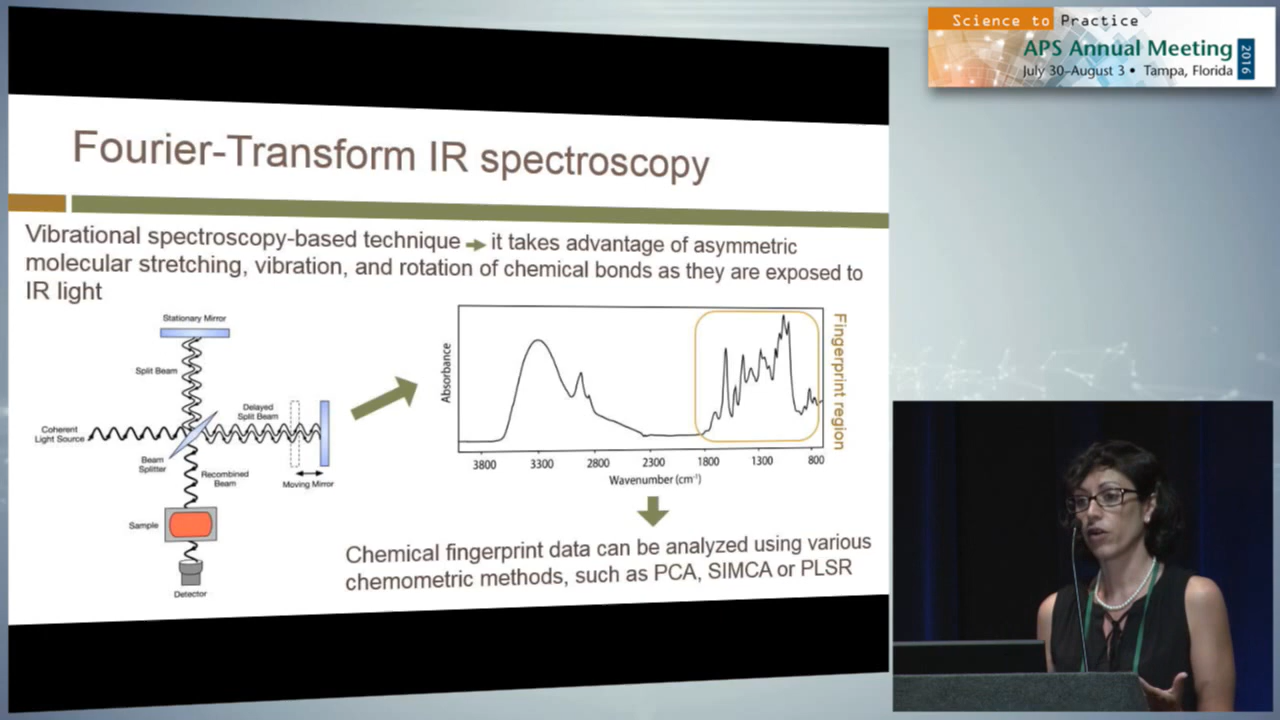 Science to Practice
APS Annual Meeting
2016
July 30–August 3 • Tampa, Florida
Fourier-Transform IR spectroscopy
Vibrational spectroscopy-based technique → it takes advantage of asymmetric
molecular stretching, vibration, and rotation of chemical bonds as they are exposed to
IR light
Stationary Mirror
Split Beam
Delayed
Split Beam
Coherent
Light Source
Beam
Splitter
Recombined
Beam
Moving Mirror
Sample
Detector
Absorbance
Fingerprint region
3800 3300 2800 2300 1800 1300 800
Wavenumber (cm⁻¹)
Chemical fingerprint data can be analyzed using various
chemometric methods, such as PCA, SIMCA or PLSR